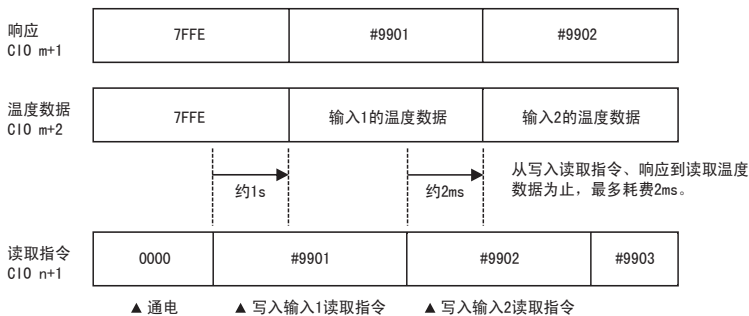 响应
CIO m+1
7FFE
#9901
#9902
温度数据
CIO m+2
7FFE
输入1的温度数据
输入2的温度数据
约1s
约2ms
从写入读取指令、响应到读取温度
数据为止，最多耗费2ms。
读取指令
CIO n+1
0000
#9901
#9902
#9903
▲ 通电
▲ 写入输入1读取指令
▲ 写入输入2读取指令